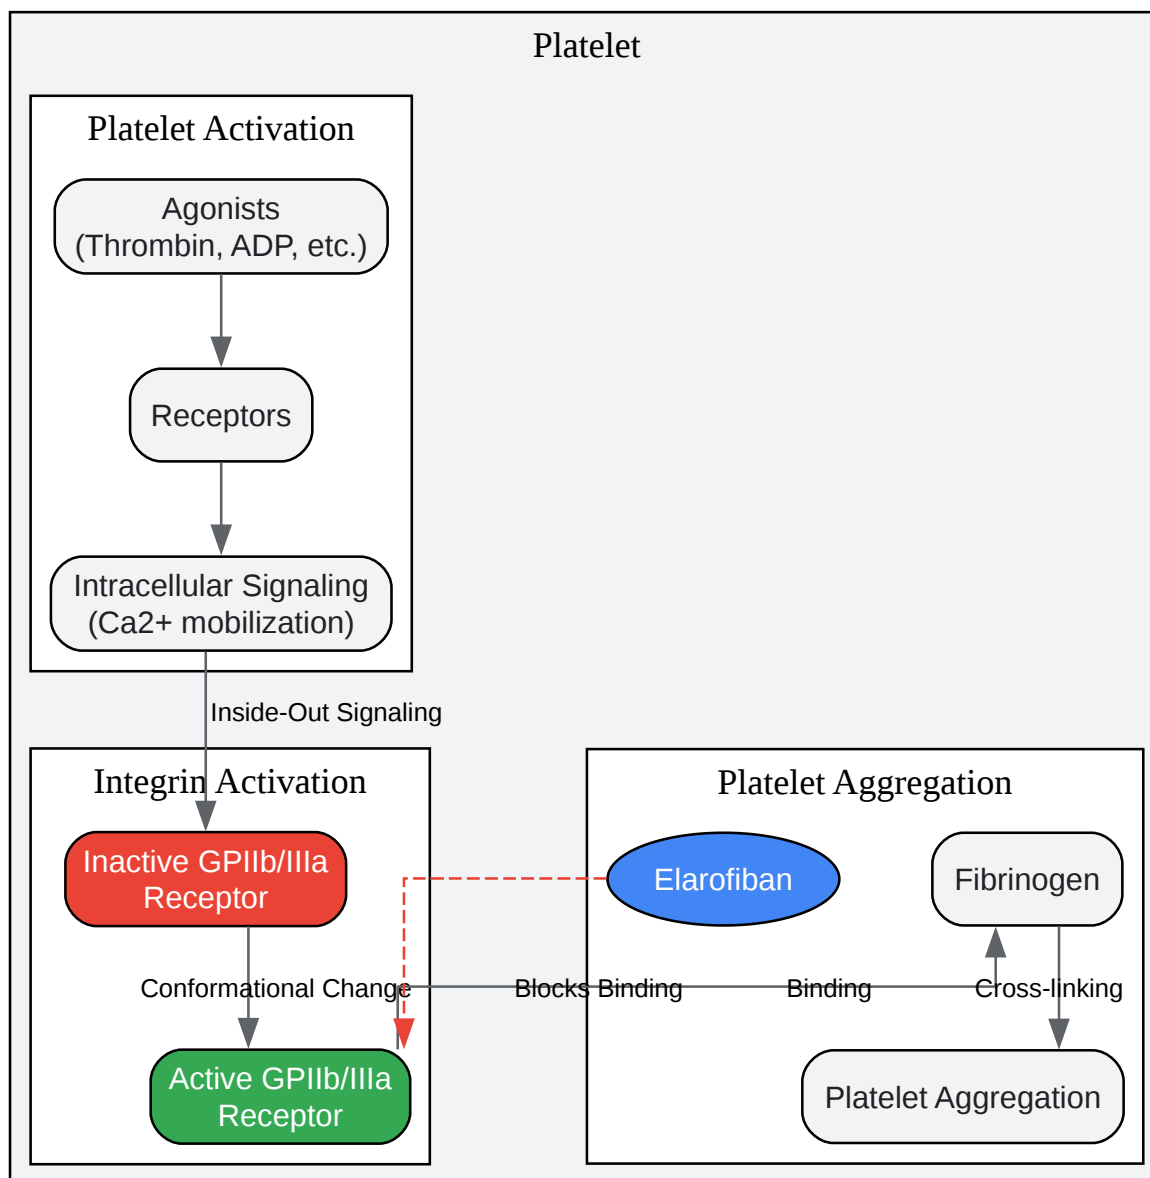 Platelet
Platelet Activation
Agonists
(Thrombin, ADP, etc.)
Receptors
Intracellular Signaling
(Ca2+ mobilization)
Inside-Out Signaling
Integrin Activation
Inactive GPIIb/IIIa
Receptor
Conformational Change
Active GPIIb/IIIa
Receptor
Platelet Aggregation
Elarofiban
Fibrinogen
Blocks Binding
Binding
Cross-linking
Platelet Aggregation